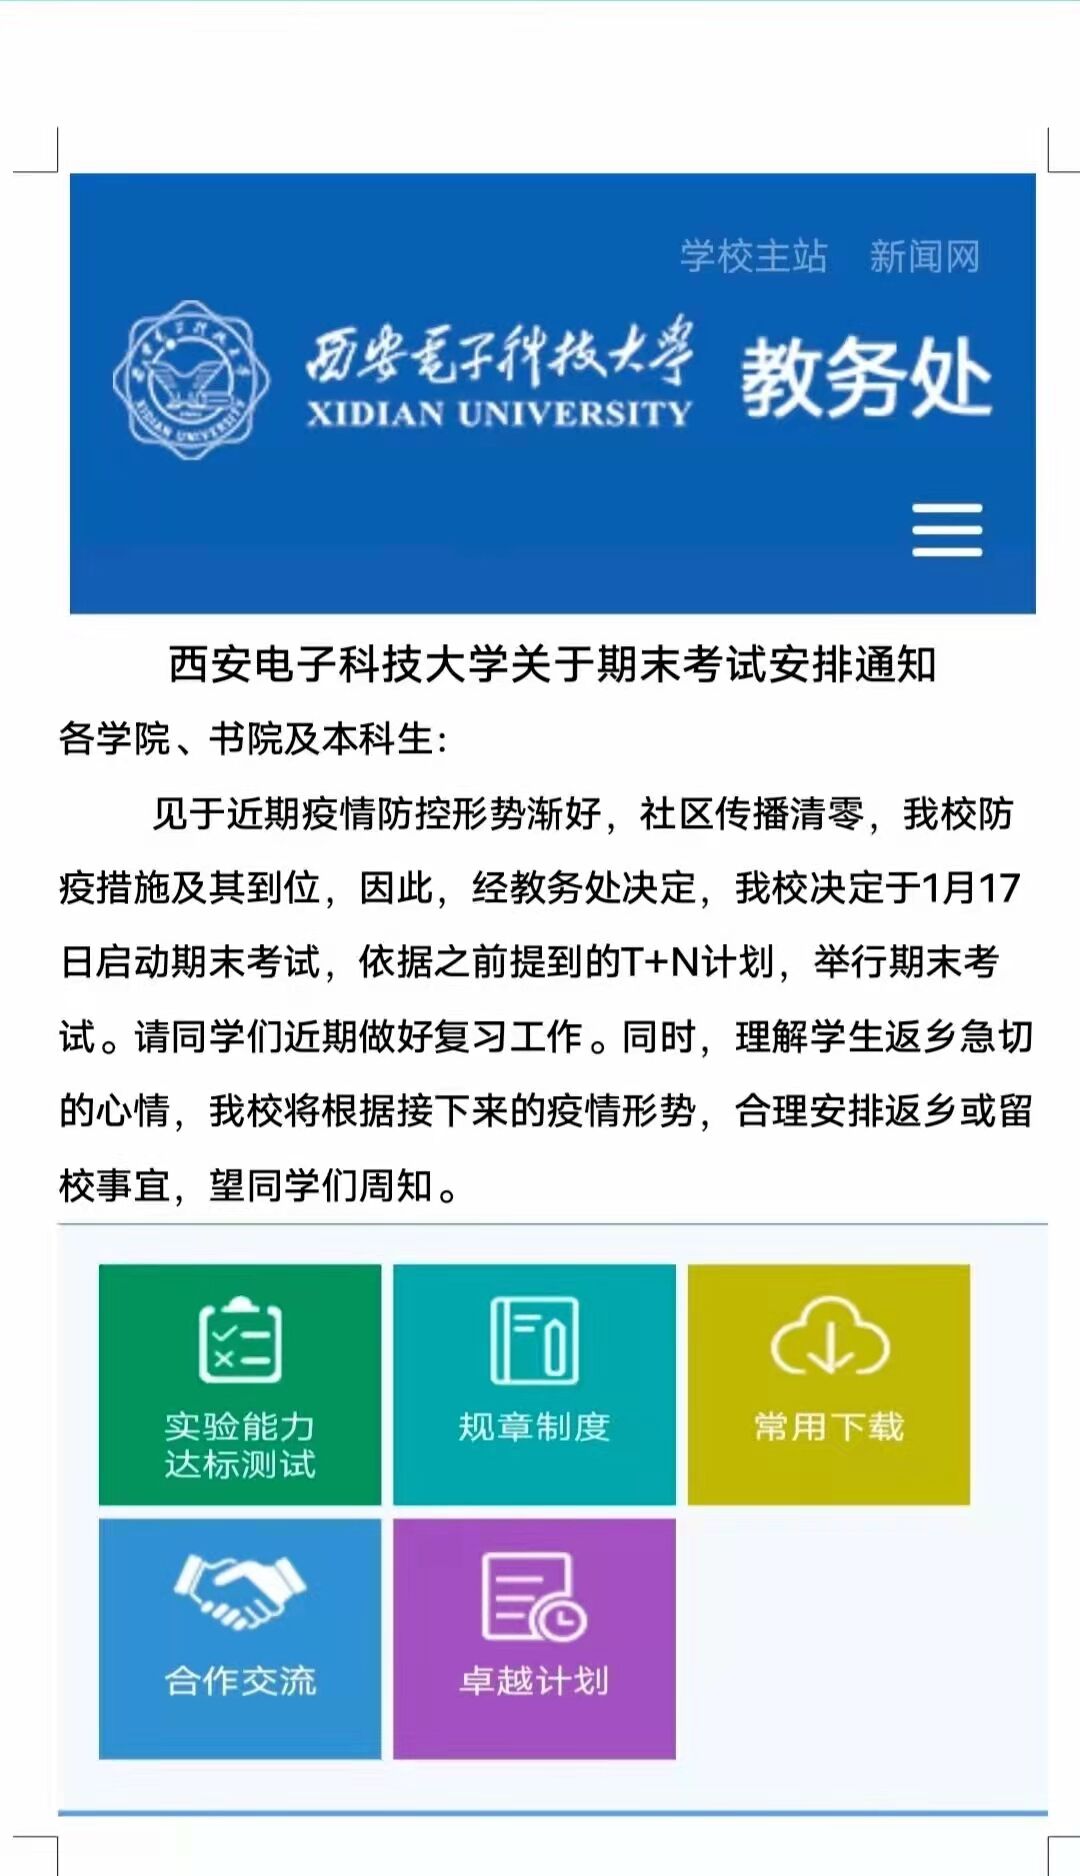 学校主站 新闻网
西安电子科技大学 教务处
XIDIAN UNIVERSITY
XIDIAN UNIVERSITY
西安电子科技大学关于期末考试安排通知
各学院、书院及本科生：
见于近期疫情防控形势渐好，社区传播清零，我校防
疫措施及其到位，因此，经教务处决定，我校决定于1月17
日启动期末考试，依据之前提到的T+N计划，举行期末考
试。请同学们近期做好复习工作。同时，理解学生返乡急切
的心情，我校将根据接下来的疫情形势，合理安排返乡或留
校事宜，望同学们周知。
实验能力
达标测试
规章制度
常用下载
合作交流
卓越计划